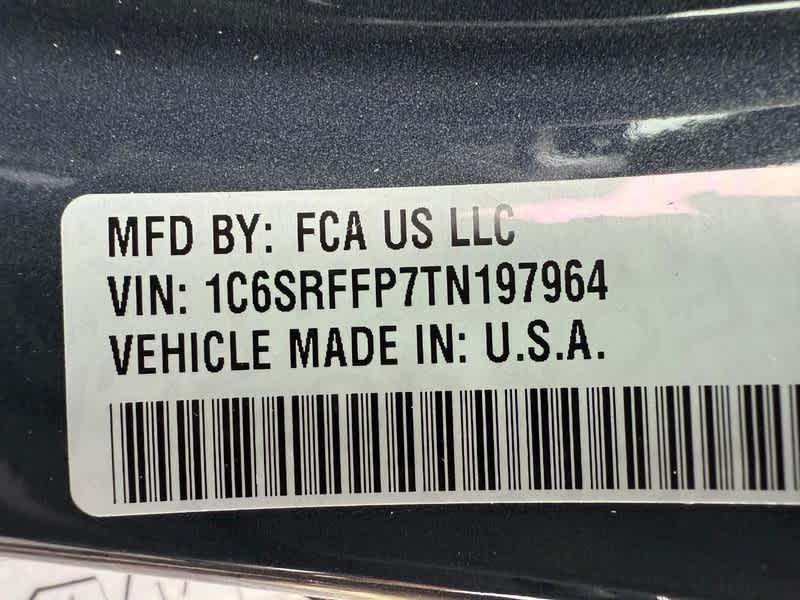 MFD BY: FCA US LLC
VIN: 1C6SRFFP7TN197964
VEHICLE MADE IN: U.S.A.